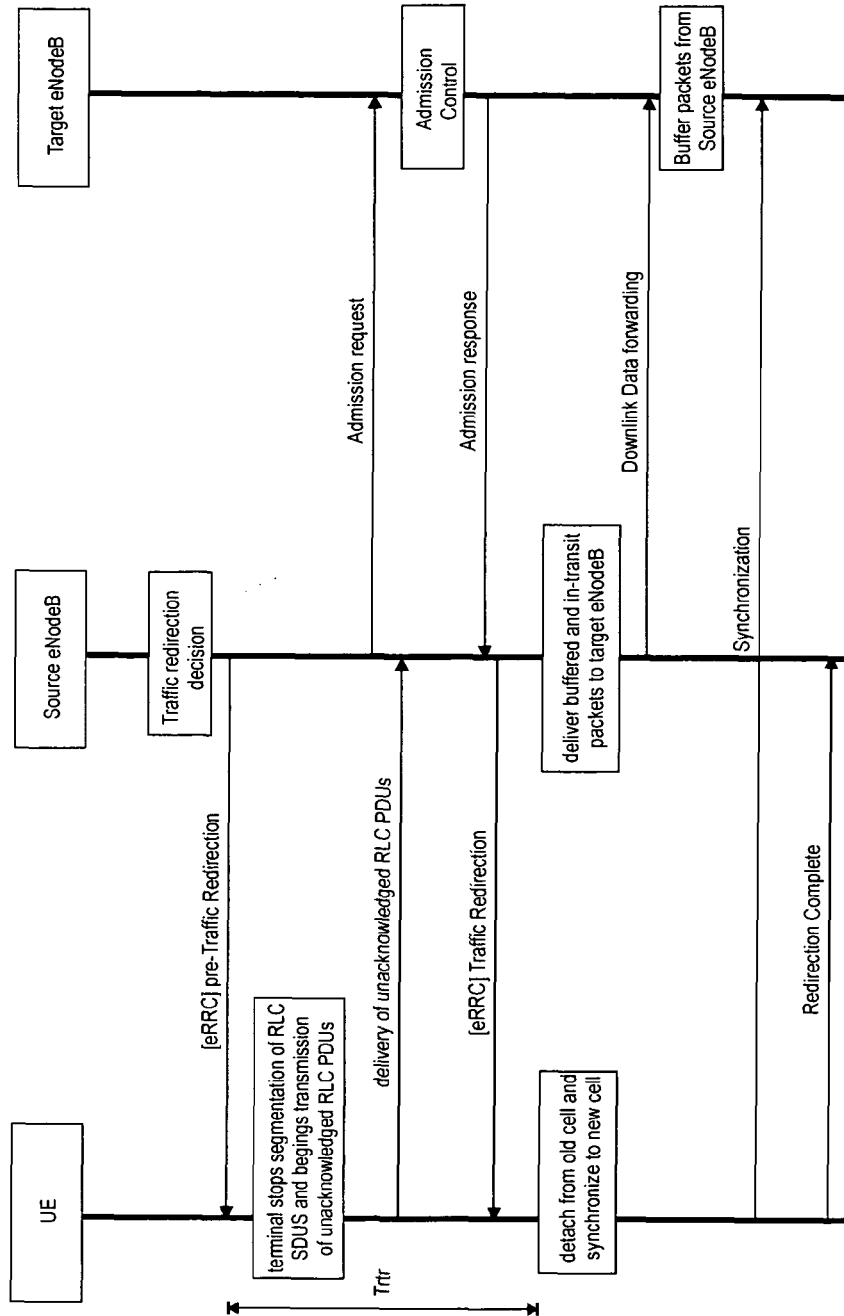 UE
Source eNodeB
Target eNodeB
Traffic redirection
decision
[eRRC] pre-Traffic Redirection
terminal stops segmentation of RLC
SDUS and begings transmission
of unacknowledged RLC PDUs
Admission request
delivery of unacknowledged RLC PDUs
Admission
Control
Admission response
[eRRC] Traffic Redirection
Trtr
detach from old cell and
synchronize to new cell
deliver buffered and in-transit
packets to target eNodeB
Downlink Data forwarding
Buffer packets from
Source eNodeB
Synchronization
Redirection Complete